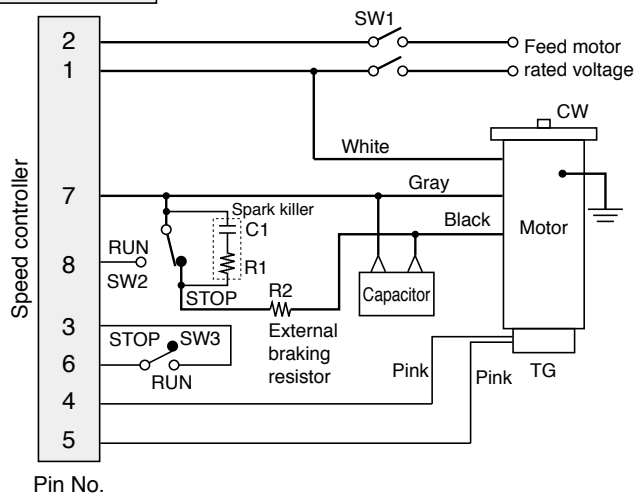 SW1
2
Feed motor
1
rated voltage
CW
White
Speed controller
7
Gray
Spark killer
C1
Black
Motor
RUN
8
R1
SW2
STOP
R2
Capacitor
3
STOP
SW3
External
braking
resistor
6
RUN
Pink
Pink
TG
4
5
Pin No.